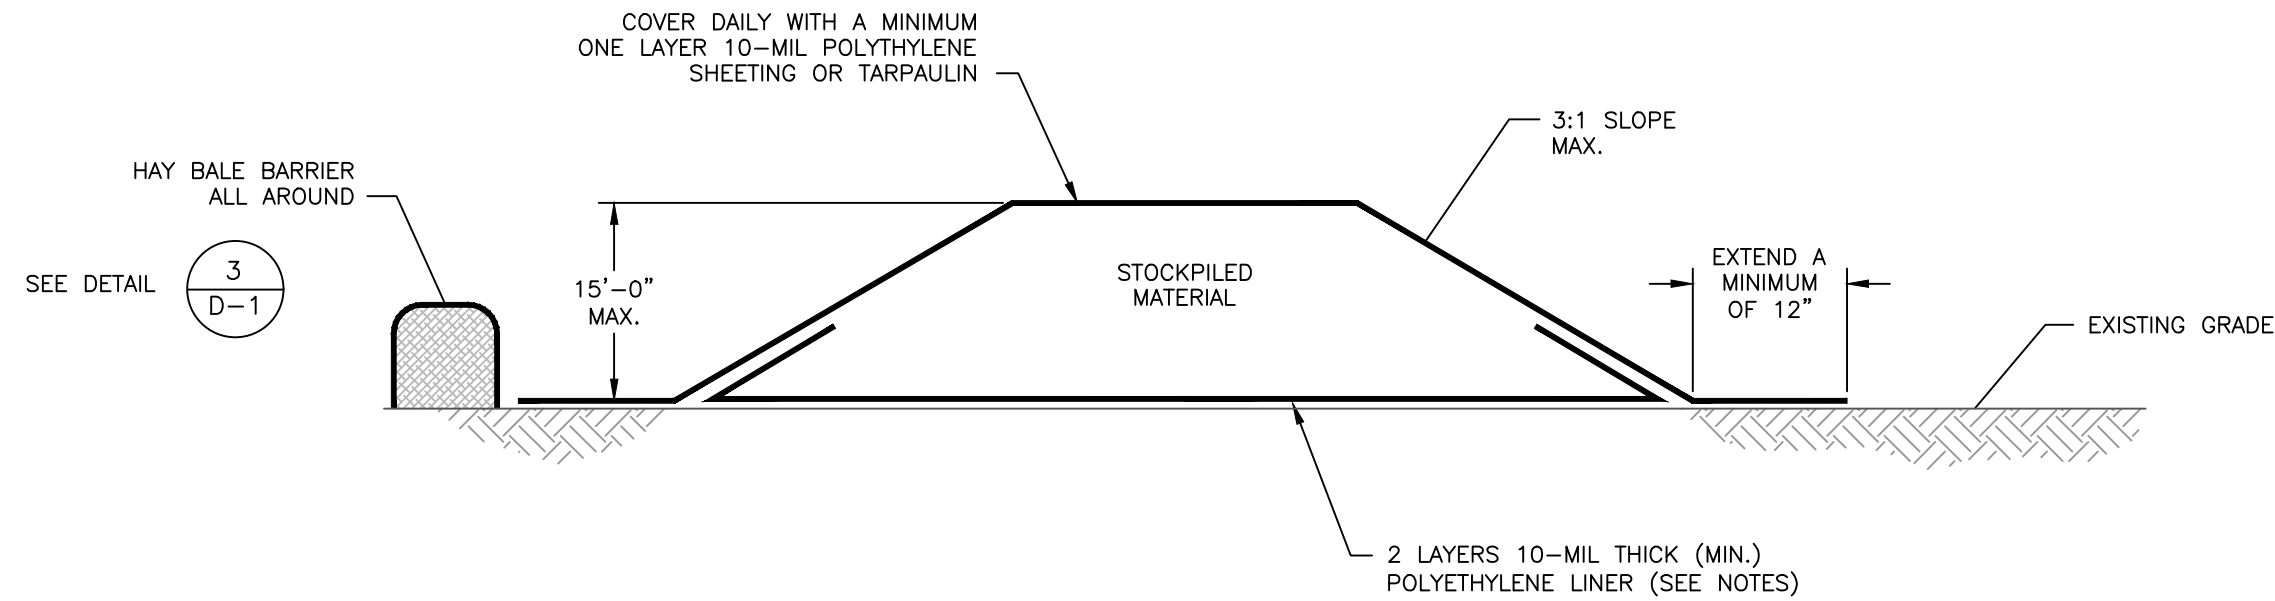 COVER DAILY WITH A MINIMUM
ONE LAYER 10-MIL POLYTHYLENE
SHEETING OR TARPAULIN
3:1 SLOPE
MAX.
HAY BALE BARRIER
ALL AROUND
SEE DETAIL
3
D-1
15'-0"
MAX.
STOCKPILED
MATERIAL
EXTEND A
MINIMUM
OF 12"
EXISTING GRADE
2 LAYERS 10-MIL THICK (MIN.)
POLYETHYLENE LINER (SEE NOTES)